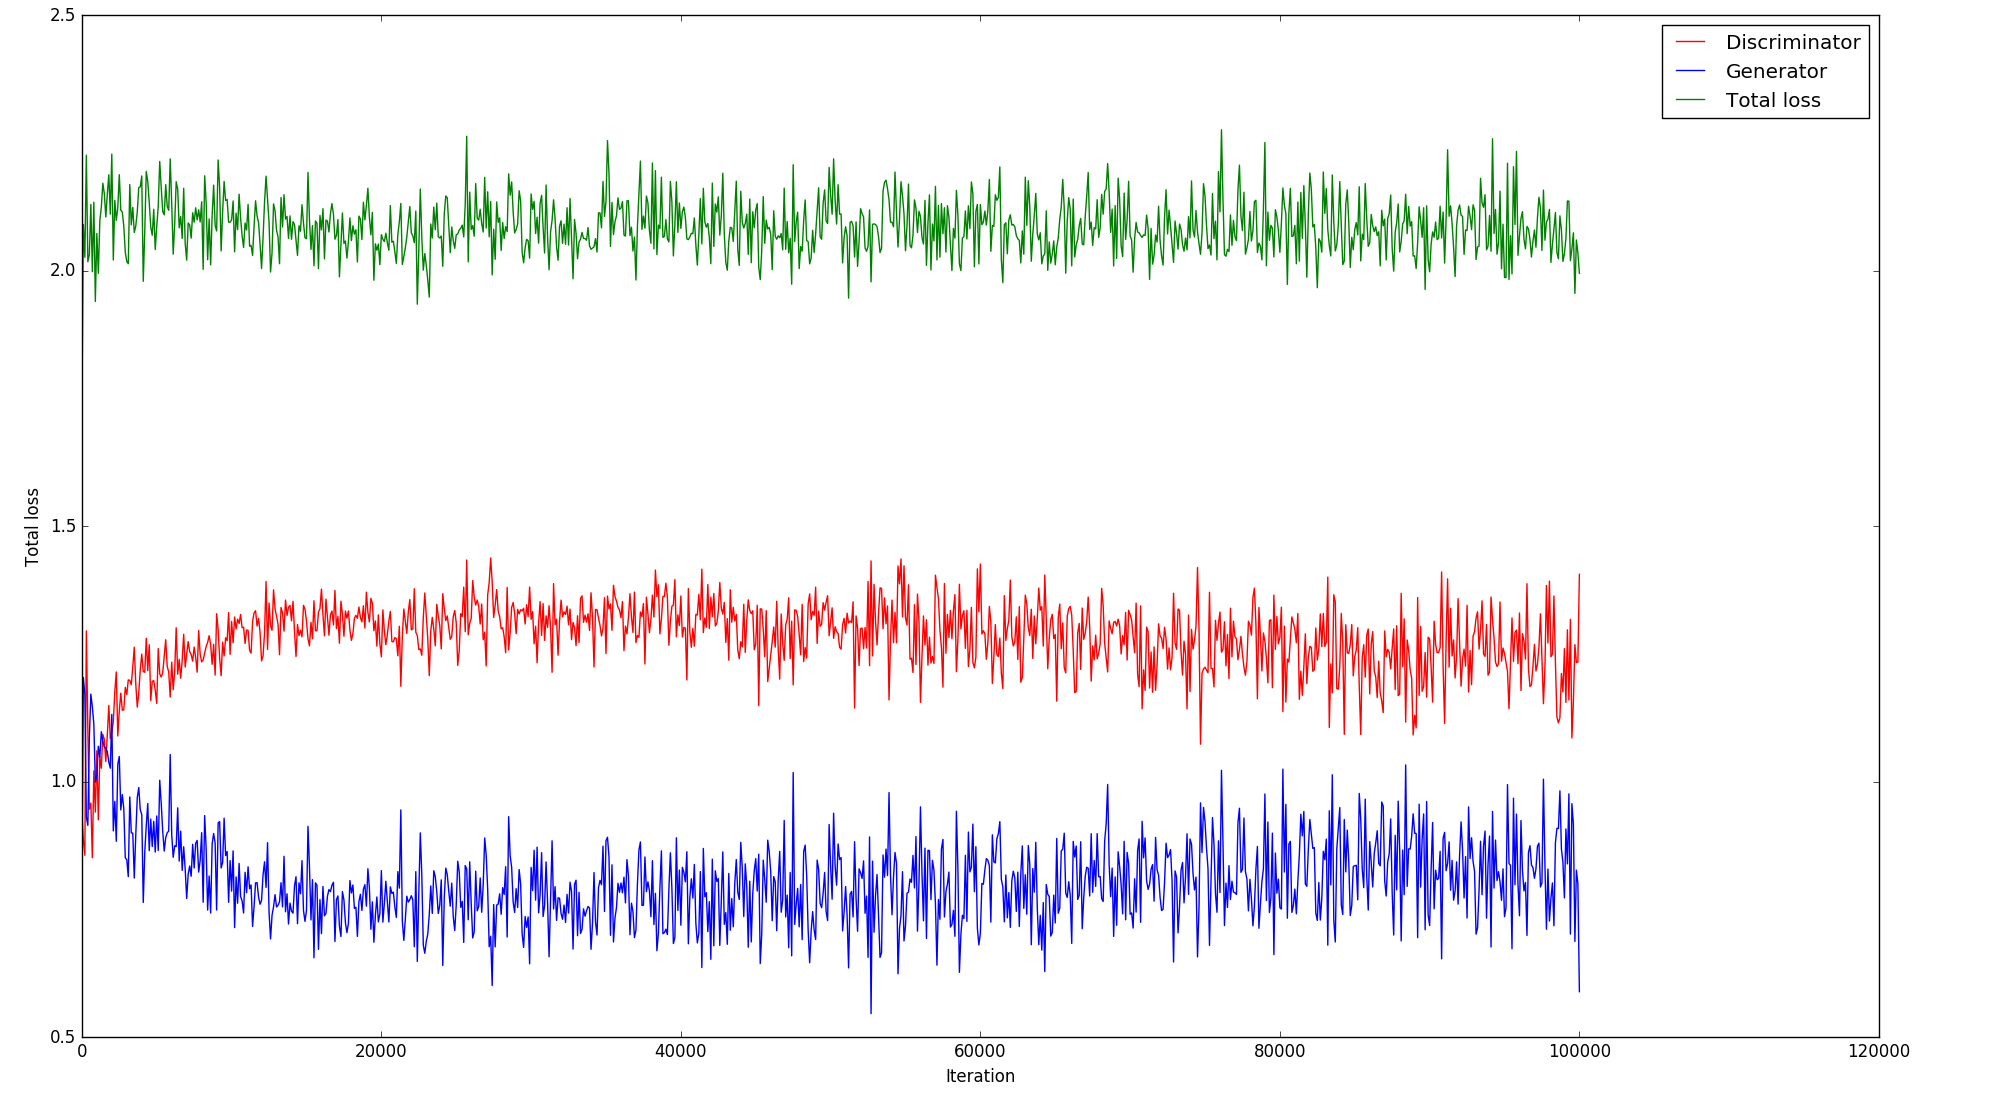 2.5
2.0
1.5
1.0
0.5
Total loss
0 20000 40000 60000 80000 100000 120000
Iteration
Discriminator
Generator
Total loss